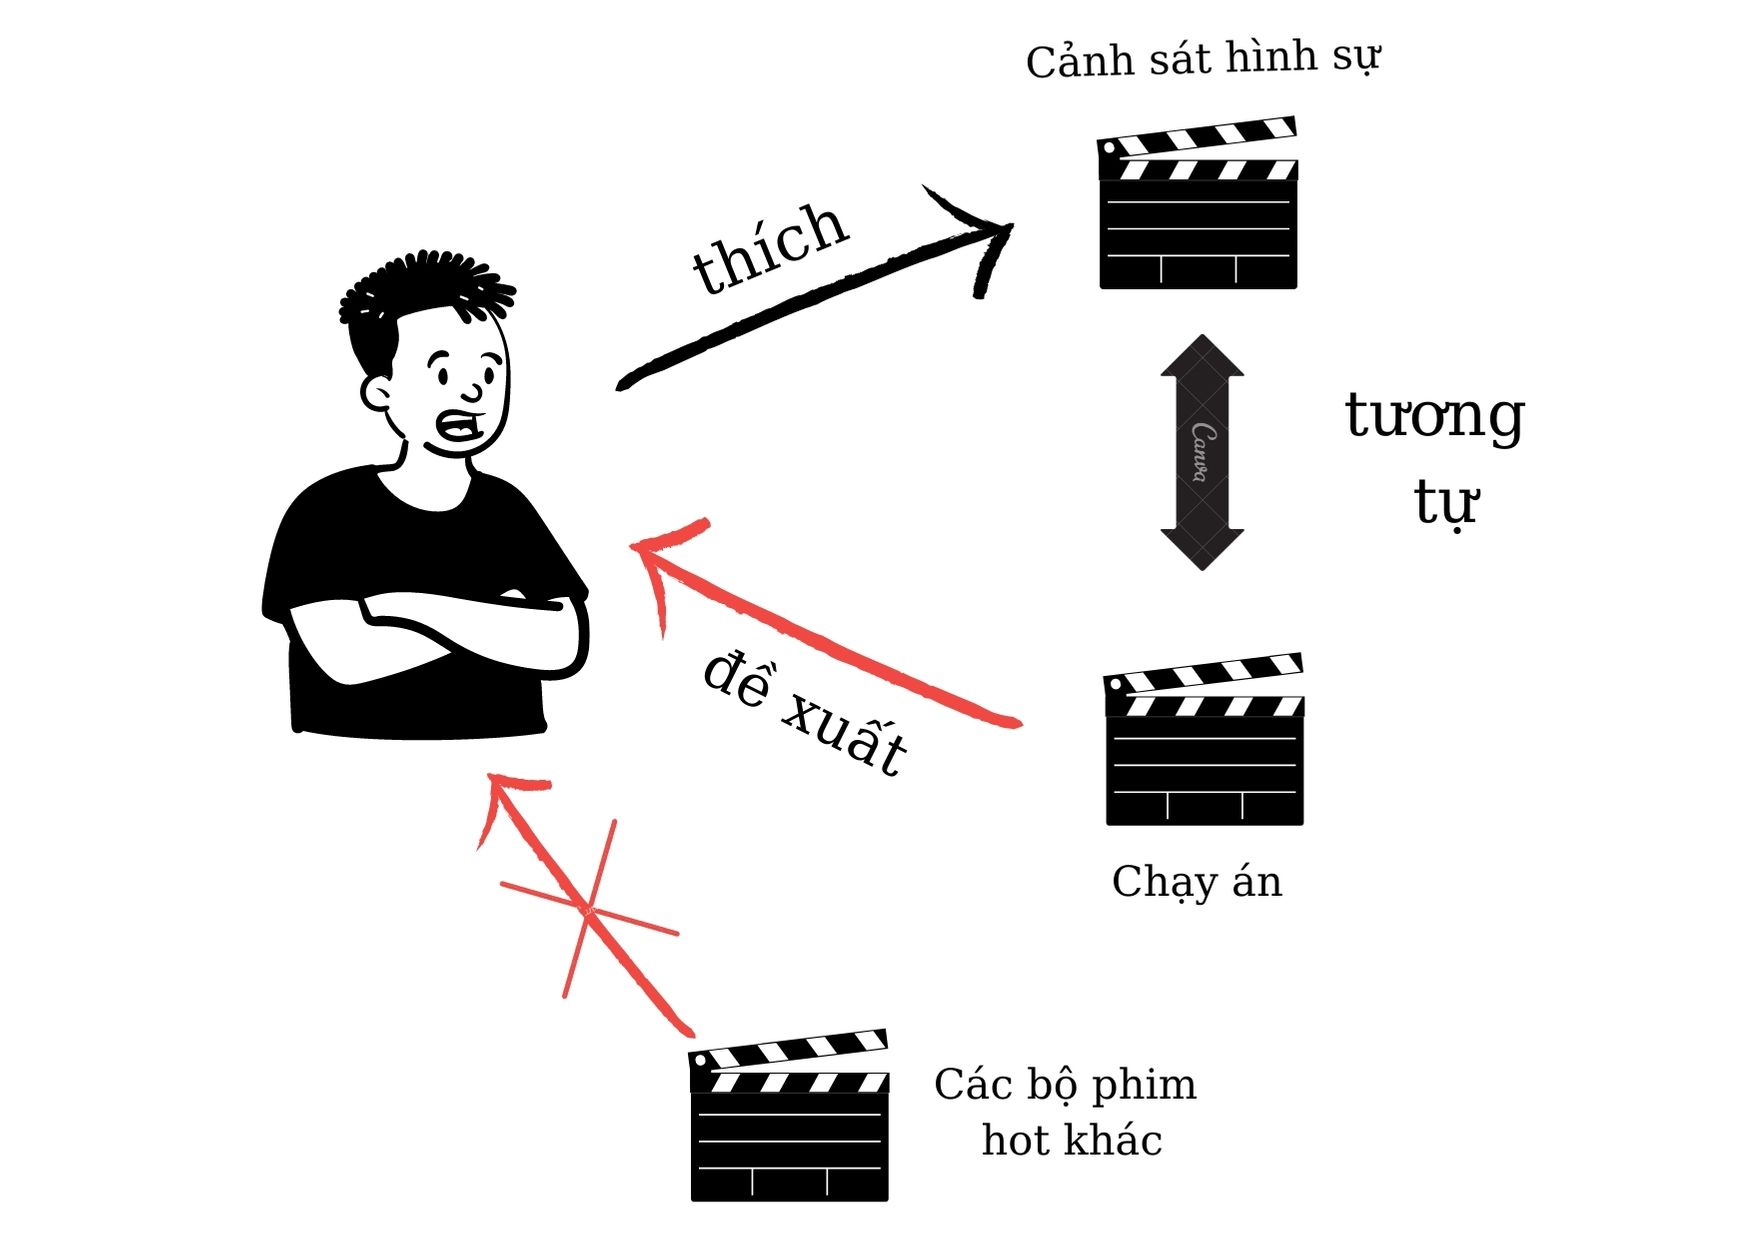 Cảnh sát hình sự
thích
Canva
tương
tự
đề xuất
Chạy án
Các bộ phim
hot khác